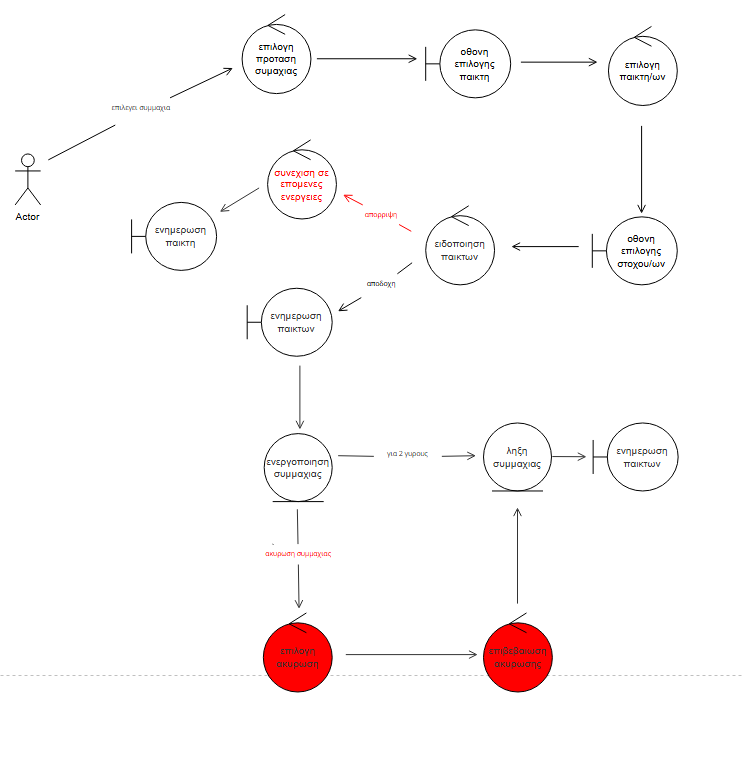 επιλογη
προταση
συμαχιας
οθονη
επιλογης
παικτη
επιλογη
παικτη/ων
επιλεγει συμμαχια
Actor
συνεχιση σε
επομενες
ενεργειες
απορριψη
ενημερωση
παικτη
ειδοποιηση
παικτων
οθονη
επιλογης
στοχου/ων
αποδοχη
ενημερωση
παικτων
ενεργοποιηση
συμμαχιας
για 2 γυρους
ληξη
συμμαχιας
ενημερωση
παικτων
ακυρωση συμμαχιας
επιλογη
ακυρωση
επιβεβαιωση
ακυρωσης